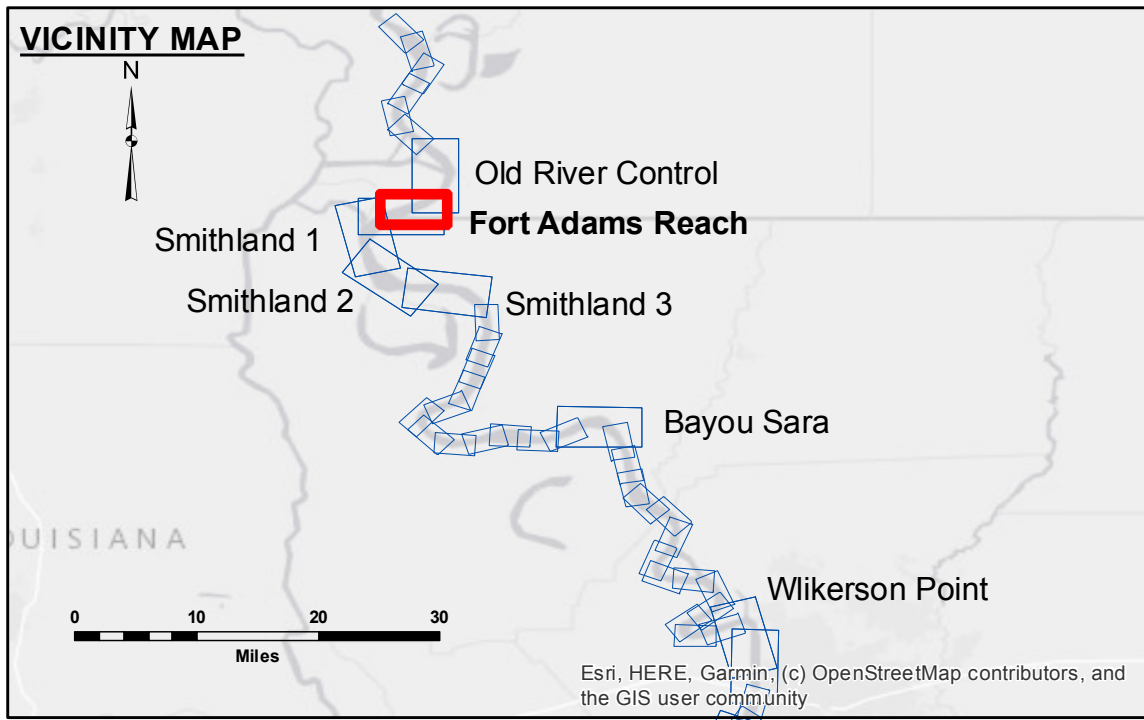 VICINITY MAP
N
Old River Control
Fort Adams Reach
Smithland 1
Smithland 2
Smithland 3
Bayou Sara
OUISIANA
Wlikerson Point
0 10 20 30
Miles
Esri, HERE, Garmin, (c) OpenStreetMap contributors, and
the GIS user community